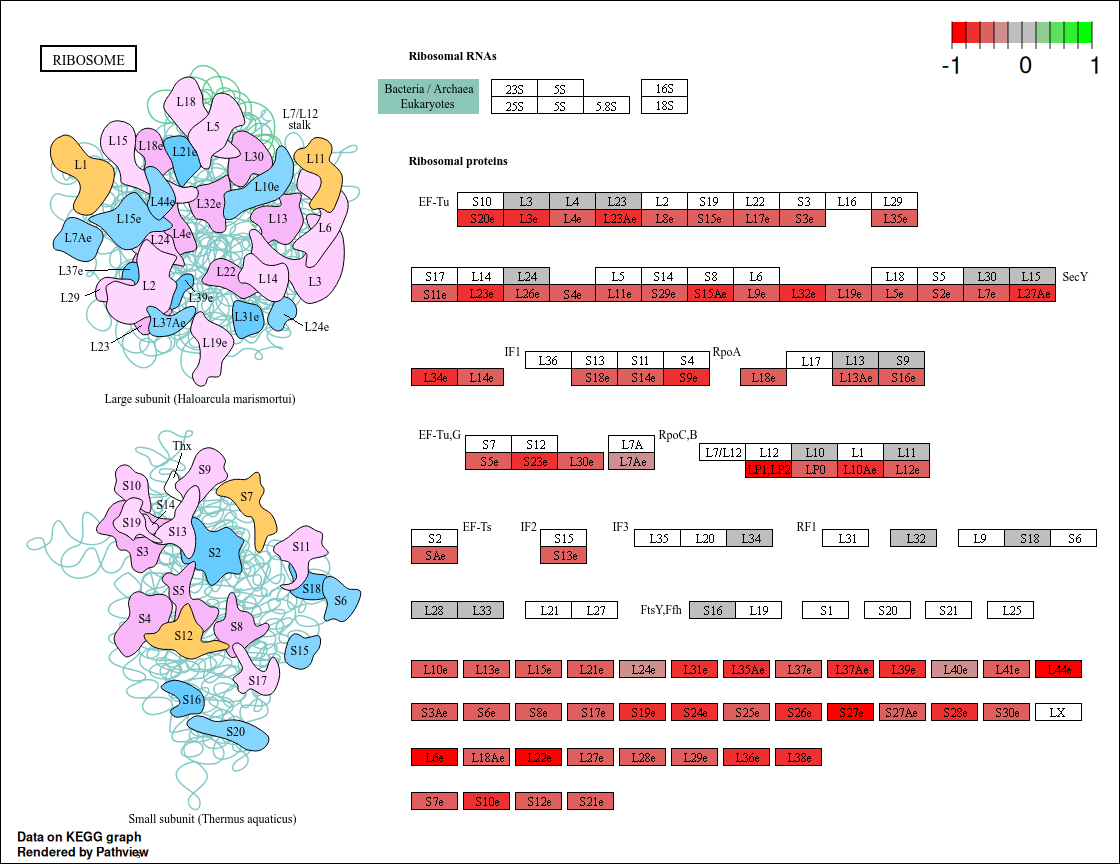 RIBOSOME
Ribosomal RNAs
-1 0 1
Bacteria / Archaea
Eukaryotes
23S 5S 16S
25S 5S 5.8S 18S
Ribosomal proteins
EF-Tu S10 L3 L4 L23 L2 S19 L22 S3 L16 L29
S20e L3e L4e L23Ae L8e S15e L17e S3e L35e
S17 L14 L24 L5 S14 S8 L6 L18 S5 L30 L15 SecY
S11e L23e L26e S4e L11e S29e S15Ae L9e L32e L19e L5e S2e L7e L27Ae
IF1 L36 S13 S11 S4 RpoA L17 L13 S9
L34e L14e S18e S14e S9e L18e L13Ae S16e
EF-Tu,G S7 S12 L7A RpoC,B L7/L12 L12 L10 L1 L11
S5e S23e L30e L7Ae LP1,LP2 LP0 L10Ae L12e
S2 EF-Ts IF2 S15 IF3 L35 L20 L34 RF1 L31 L32 L9 S18 S6
SAe S13e
L28 L33 L21 L27 FtsY,Ffh S16 L19 S1 S20 S21 L25
L10e L13e L15e L21e L24e L31e L35Ae L37e L37Ae L39e L40e L41e L44e
S3Ae S6e S8e S17e S19e S24e S25e S26e S27e S27Ae S28e S30e LX
L6e L18Ae L22e L27e L28e L29e L36e L38e
S7e S10e S12e S21e
L18
L5
L7/L12
stalk
L15
L18e
L21e
L30
L11
L1
L10e
L44e
L32e
L15e
L13
L6
L7Ae
L24
L4e
L37e
L22
L14
L3
L2
L29
L39e
L37Ae
L31e
L24e
L23
L19e
Large subunit (Haloarcula marismortui)
Thx
S9
S10
S7
S14
S19
S13
S3
S2
S11
S5
S18
S6
S4
S12
S8
S15
S17
S16
S20
Small subunit (Thermus aquaticus)
Data on KEGG graph
Rendered by Pathview